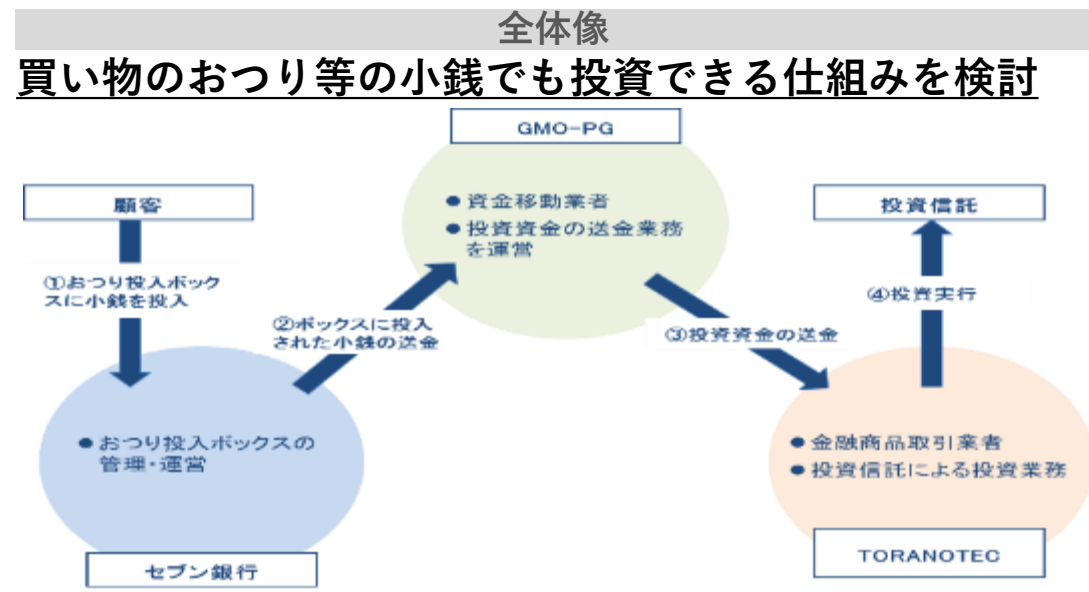 全体像
買い物のおつり等の小銭でも投資できる仕組みを検討
GMO-PG
顧客
投資信託
●資金移動業者
●投資資金の送金業務
を運営
①おつり投入ボック
スに小銭を投入
②ボックスに投入
された小銭の送金
③投資資金の送金
④投資実行
●おつり投入ボックスの
管理・運営
●金融商品取引業者
●投資信託による投資業務
セブン銀行
TORANOTEC